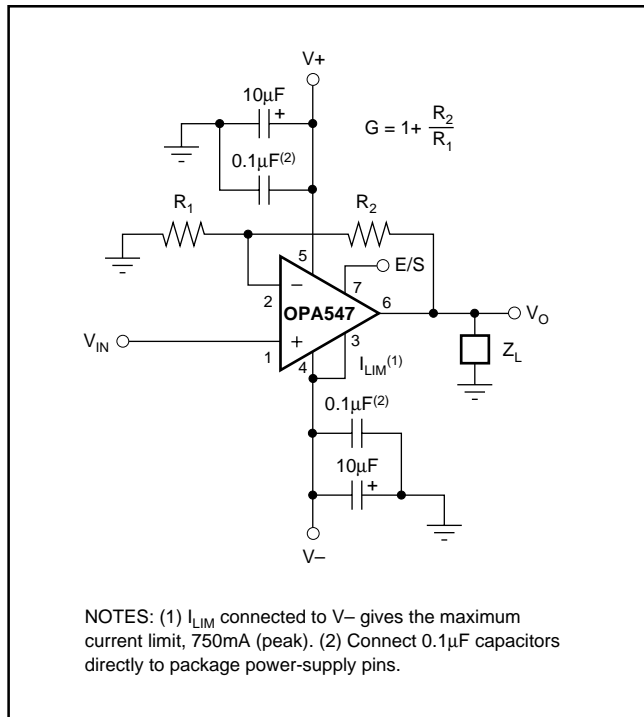 V+
10µF
+
G = 1+ R2
R1
0.1µF(2)
R1
R2
5
E/S
2
−
7
OPA547
6
VO
VIN
+
1
3
4
ILIM(1)
ZL
0.1µF(2)
10µF
+
V–
NOTES: (1) ILIM connected to V– gives the maximum
current limit, 750mA (peak). (2) Connect 0.1µF capacitors
directly to package power-supply pins.